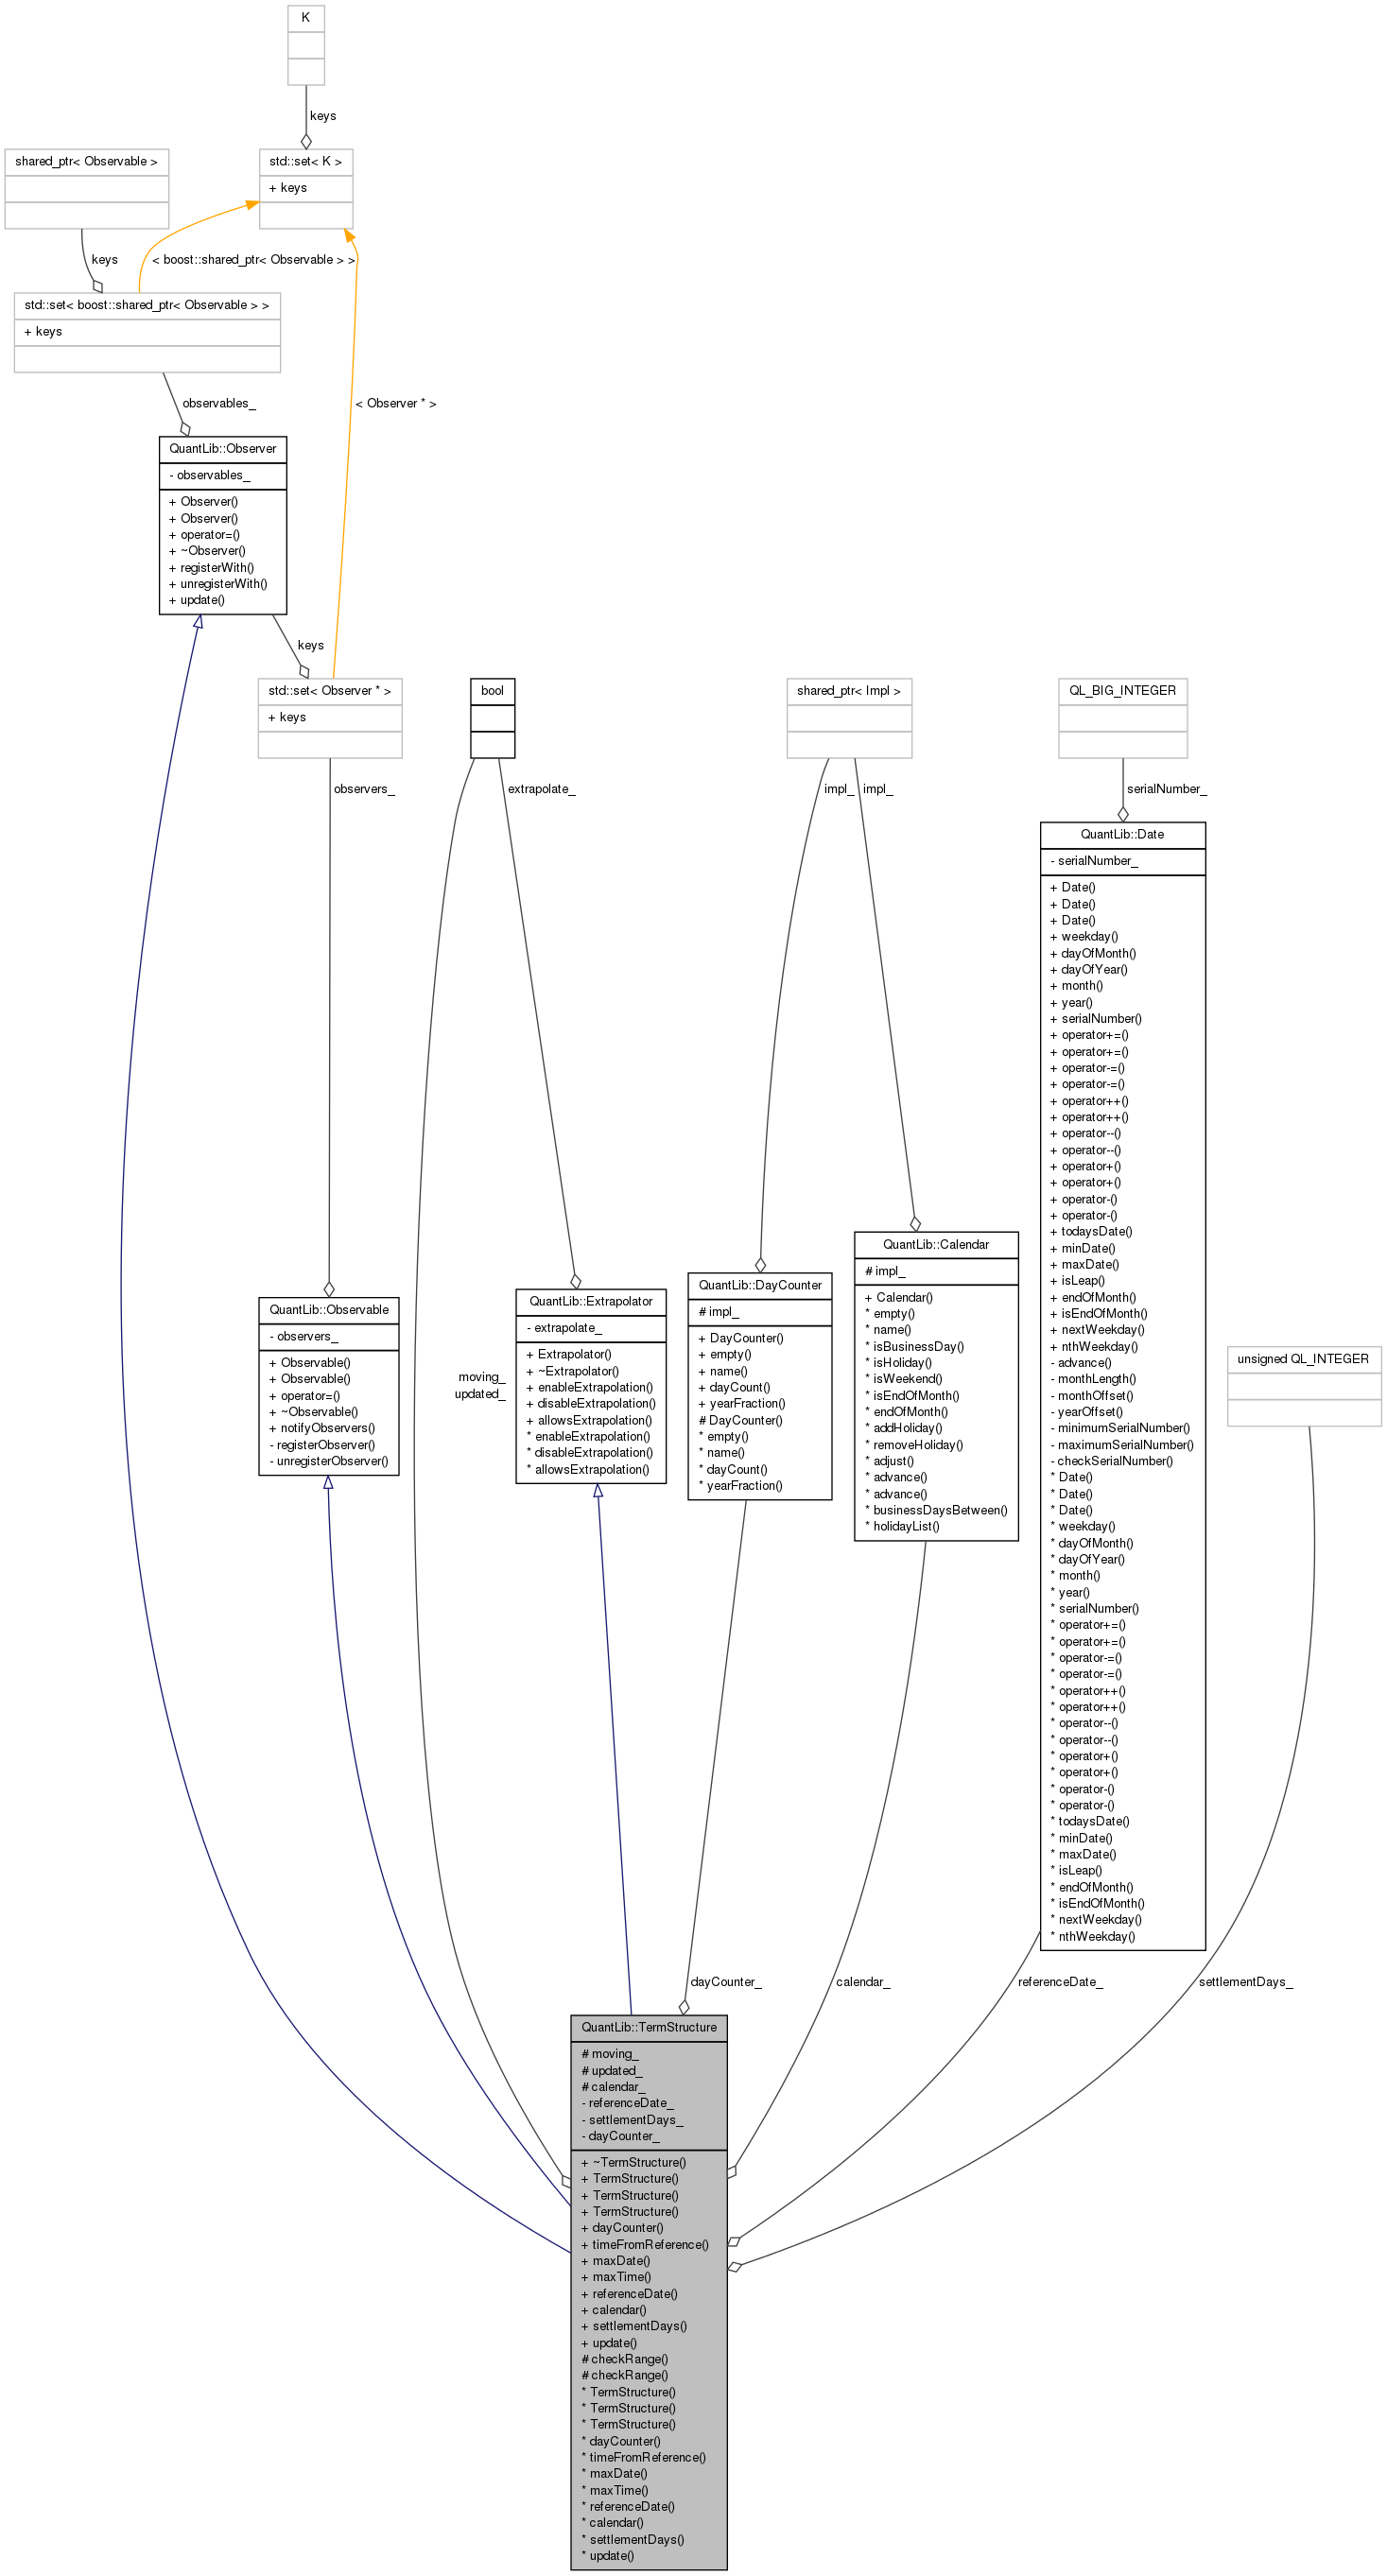 K
keys
shared_ptr< Observable >
std::set< K >
+ keys
keys
< boost::shared_ptr< Observable > >
std::set< boost::shared_ptr< Observable > >
+ keys
observables_
< Observer * >
QuantLib::Observer
- observables_
+ Observer()
+ Observer()
+ operator=()
+ ~Observer()
+ registerWith()
+ unregisterWith()
+ update()
keys
std::set< Observer * >
+ keys
bool
shared_ptr< Impl >
QL_BIG_INTEGER
observers_
extrapolate_
impl_
impl_
serialNumber_
QuantLib::Date
- serialNumber_
+ Date()
+ Date()
+ Date()
+ weekday()
+ dayOfMonth()
+ dayOfYear()
+ month()
+ year()
+ serialNumber()
+ operator+=()
+ operator+=()
+ operator-=()
+ operator-=()
+ operator++()
+ operator++()
+ operator--()
+ operator--()
+ operator+()
+ operator+()
+ operator-()
+ operator-()
+ todaysDate()
+ minDate()
+ maxDate()
+ isLeap()
+ endOfMonth()
+ isEndOfMonth()
+ nextWeekday()
+ nthWeekday()
- advance()
- monthLength()
- monthOffset()
- yearOffset()
- minimumSerialNumber()
- maximumSerialNumber()
- checkSerialNumber()
* Date()
* Date()
* Date()
* weekday()
* dayOfMonth()
* dayOfYear()
* month()
* year()
* serialNumber()
* operator+=()
* operator+=()
* operator-=()
* operator-=()
* operator++()
* operator++()
* operator--()
* operator--()
* operator+()
* operator+()
* operator-()
* operator-()
* todaysDate()
* minDate()
* maxDate()
* isLeap()
* endOfMonth()
* isEndOfMonth()
* nextWeekday()
* nthWeekday()
QuantLib::Observable
- observers_
+ Observable()
+ Observable()
+ operator=()
+ ~Observable()
+ notifyObservers()
- registerObserver()
- unregisterObserver()
moving_
updated_
QuantLib::Extrapolator
- extrapolate_
+ Extrapolator()
+ ~Extrapolator()
+ enableExtrapolation()
+ disableExtrapolation()
+ allowsExtrapolation()
* enableExtrapolation()
* disableExtrapolation()
* allowsExtrapolation()
QuantLib::DayCounter
# impl_
+ DayCounter()
+ empty()
+ name()
+ dayCount()
+ yearFraction()
# DayCounter()
* empty()
* name()
* dayCount()
* yearFraction()
QuantLib::Calendar
# impl_
+ Calendar()
* empty()
* name()
* isBusinessDay()
* isHoliday()
* isWeekend()
* isEndOfMonth()
* endOfMonth()
* addHoliday()
* removeHoliday()
* adjust()
* advance()
* advance()
* businessDaysBetween()
* holidayList()
unsigned QL_INTEGER
dayCounter_
calendar_
referenceDate_
settlementDays_
QuantLib::TermStructure
# moving_
# updated_
# calendar_
- referenceDate_
- settlementDays_
- dayCounter_
+ ~TermStructure()
+ TermStructure()
+ TermStructure()
+ TermStructure()
+ dayCounter()
+ timeFromReference()
+ maxDate()
+ maxTime()
+ referenceDate()
+ calendar()
+ settlementDays()
+ update()
# checkRange()
# checkRange()
* TermStructure()
* TermStructure()
* TermStructure()
* dayCounter()
* timeFromReference()
* maxDate()
* maxTime()
* referenceDate()
* calendar()
* settlementDays()
* update()